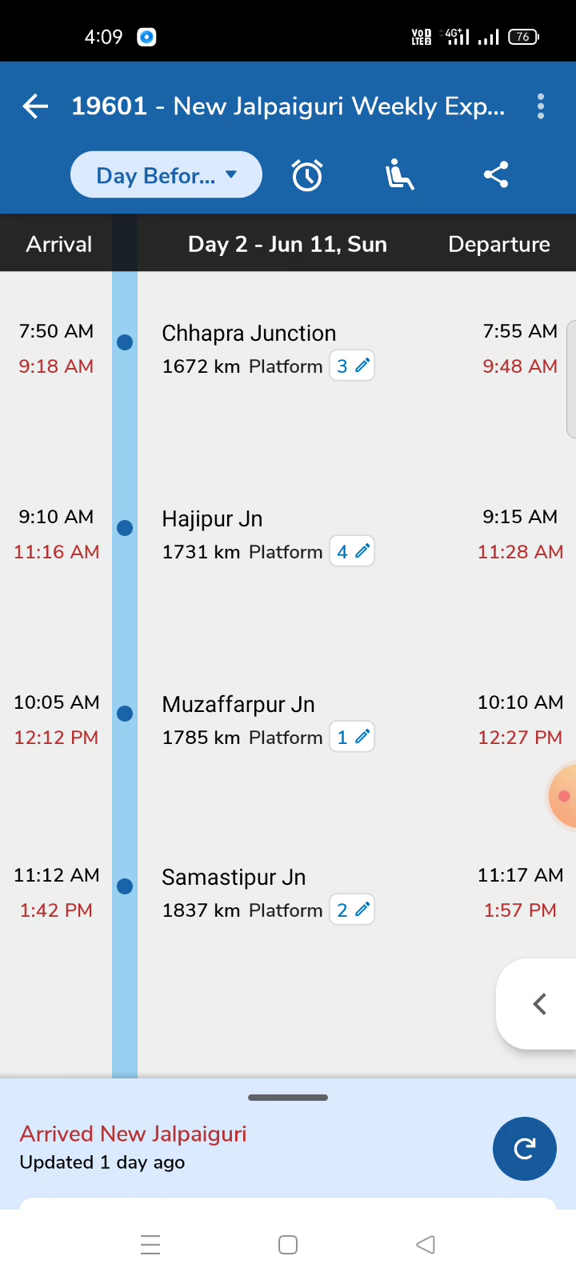 4:09 Vo LTE 4G+ 76
19601 - New Jalpaiguri Weekly Exp...
Day Befor...
Arrival Day 2 - Jun 11, Sun Departure
7:50 AM Chhapra Junction 7:55 AM
9:18 AM 1672 km Platform 3 9:48 AM
9:10 AM Hajipur Jn 9:15 AM
11:16 AM 1731 km Platform 4 11:28 AM
10:05 AM Muzaffarpur Jn 10:10 AM
12:12 PM 1785 km Platform 1 12:27 PM
11:12 AM Samastipur Jn 11:17 AM
1:42 PM 1837 km Platform 2 1:57 PM
Arrived New Jalpaiguri
Updated 1 day ago